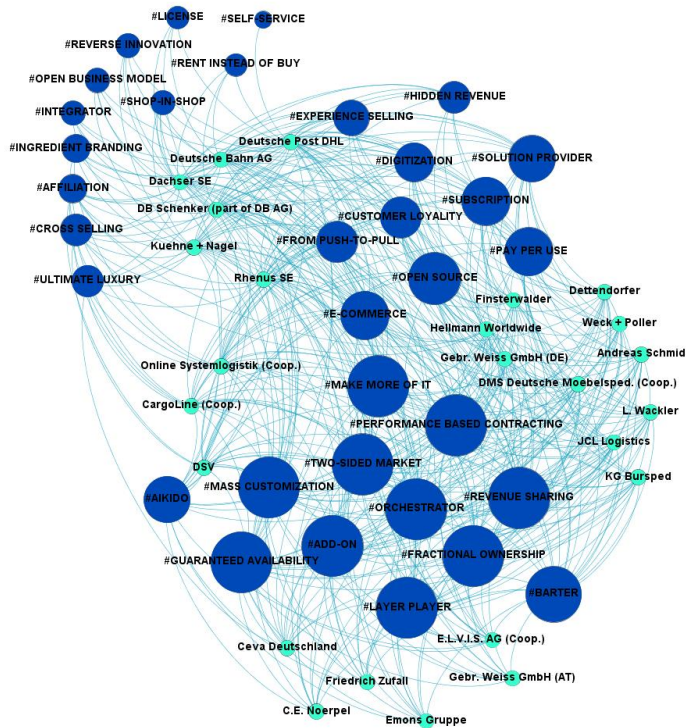 #LICENSE
#SELF-SERVICE
#REVERSE INNOVATION
#RENT INSTEAD OF BUY
#OPEN BUSINESS MODEL
#HIDDEN REVENUE
#SHOP-IN-SHOP
#INTEGRATOR
#EXPERIENCE SELLING
Deutsche Post DHL
#INGREDIENT BRANDING
Deutsche Bahn AG
#DIGITIZATION
#SOLUTION PROVIDER
Dachser SE
#AFFILIATION
#SUBSCRIPTION
DB Schenker (part of DB AG)
#CUSTOMER LOYALTY
#CROSS SELLING
#FROM PUSH-TO-PULL
Kuehne + Nagel
#PAY PER USE
#OPEN SOURCE
Rhenus SE
#ULTIMATE LUXURY
Dettendorfer
Finsterwalder
#E-COMMERCE
Weck + Poller
Hellmann Worldwide
Andreas Schmid
Gebr. Weiss GmbH (DE)
Online Systemlogistik (Coop.)
#MAKE MORE OF IT
DMS Deutsche Moebelsped. (Coop.)
CargoLine (Coop.)
L. Wackler
#PERFORMANCE BASED CONTRACTING
JCL Logistics
DSV
#TWO-SIDED MARKET
KG Bursped
#MASS CUSTOMIZATION
#AIKIDO
#REVENUE SHARING
#ORCHESTRATOR
#ADD-ON
#FRACTIONAL OWNERSHIP
#GUARANTEED AVAILABILITY
#BARTER
#LAYER PLAYER
E.L.V.I.S. AG (Coop.)
Ceva Deutschland
Gebr. Weiss GmbH (AT)
Friedrich Zufall
C.E. Noerpel
Emons Gruppe